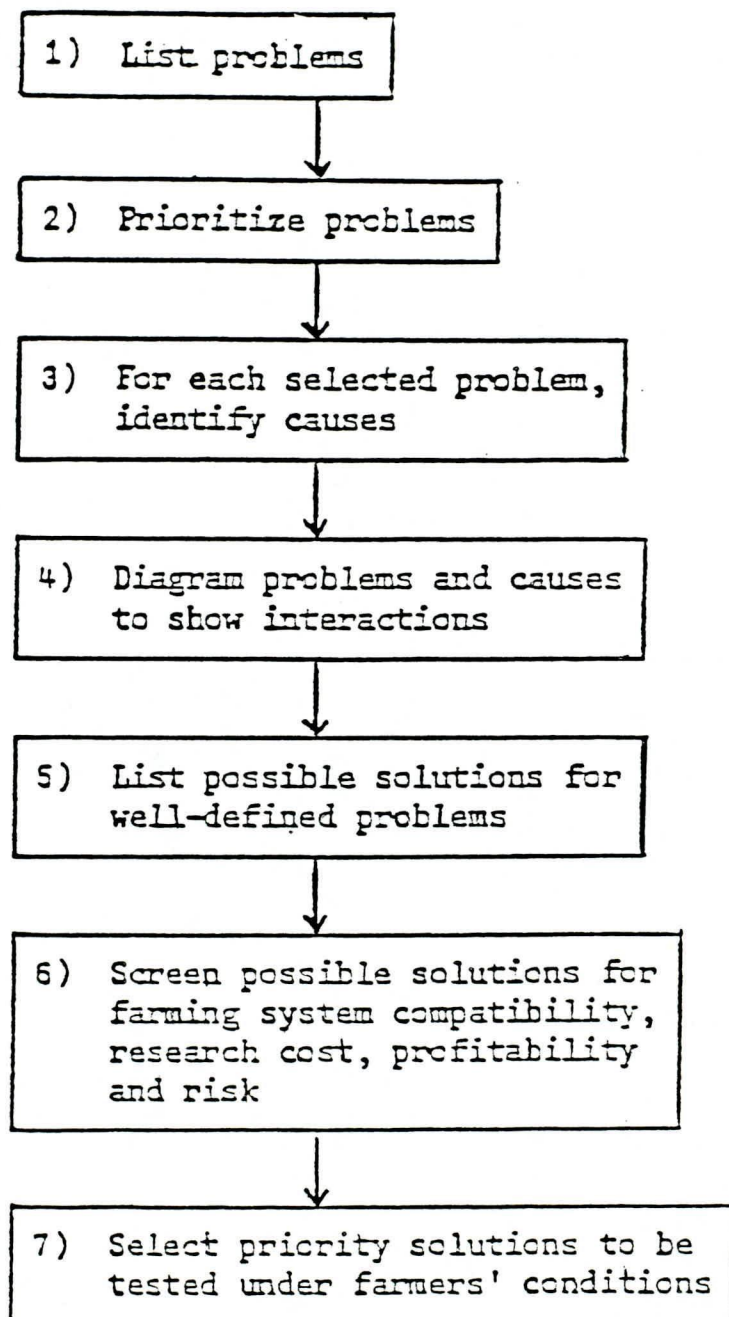 1) List problems
2) Prioritize problems
3) For each selected problem,
identify causes
4) Diagram problems and causes
to show interactions
5) List possible solutions for
well-defined problems
6) Screen possible solutions for
farming system compatibility,
research cost, profitability
and risk
7) Select priority solutions to be
tested under farmers' conditions